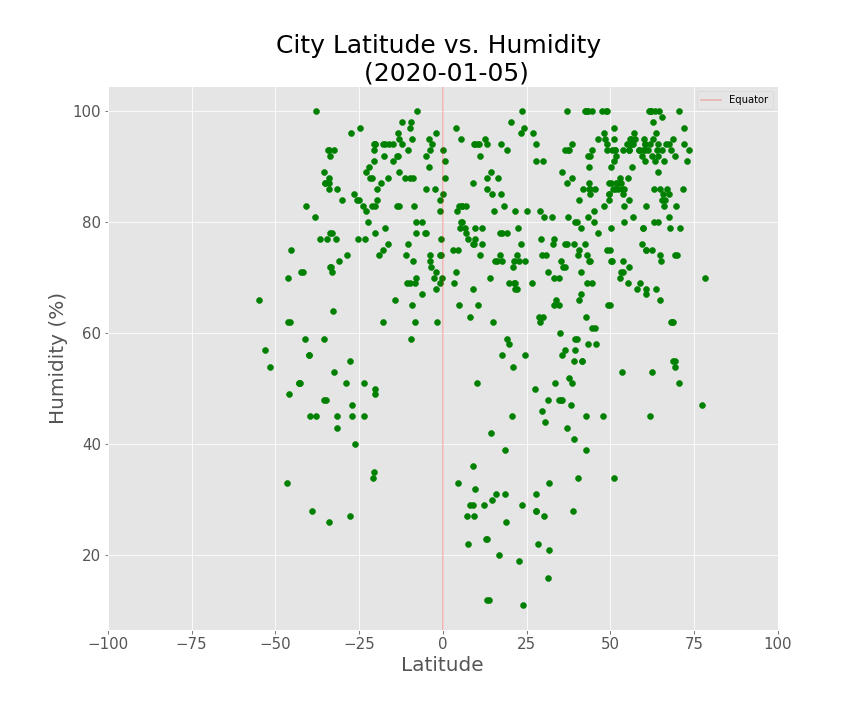 City Latitude vs. Humidity
(2020-01-05)
Equator
Humidity (%)
100
80
60
40
20
−100 −75 −50 −25 0 25 50 75 100
Latitude